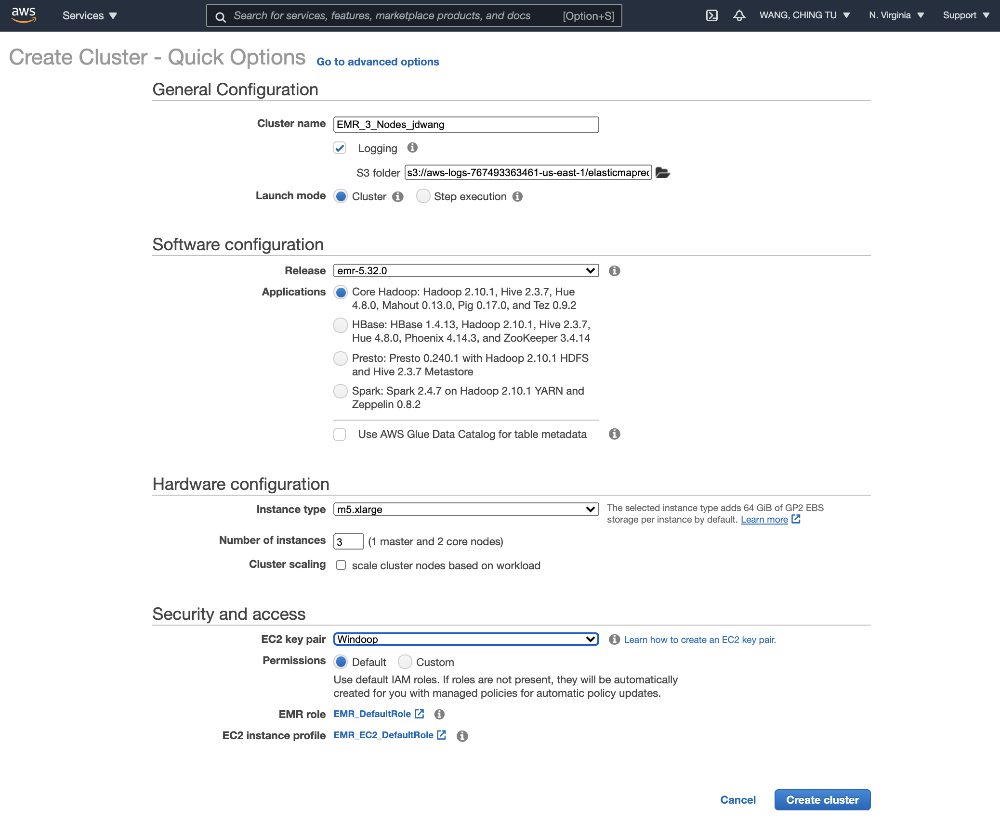 aws
Services
Search for services, features, marketplace products, and docs [Option+S]
WANG, CHING TU
N. Virginia
Support
Create Cluster - Quick Options Go to advanced options
General Configuration
Cluster name EMR_3_Nodes_jdwang
Logging
S3 folder s3://aws-logs-767493363461-us-east-1/elasticmaprec
Launch mode Cluster Step execution
Software configuration
Release emr-5.32.0
Applications Core Hadoop: Hadoop 2.10.1, Hive 2.3.7, Hue
4.8.0, Mahout 0.13.0, Pig 0.17.0, and Tez 0.9.2
HBase: HBase 1.4.13, Hadoop 2.10.1, Hive 2.3.7,
Hue 4.8.0, Phoenix 4.14.3, and ZooKeeper 3.4.14
Presto: Presto 0.240.1 with Hadoop 2.10.1 HDFS
and Hive 2.3.7 Metastore
Spark: Spark 2.4.7 on Hadoop 2.10.1 YARN and
Zeppelin 0.8.2
Use AWS Glue Data Catalog for table metadata
Hardware configuration
Instance type m5.xlarge
The selected instance type adds 64 GiB of GP2 EBS
storage per instance by default. Learn more
Number of instances 3 (1 master and 2 core nodes)
Cluster scaling scale cluster nodes based on workload
Security and access
EC2 key pair Windoop Learn how to create an EC2 key pair.
Permissions Default Custom
Use default IAM roles. If roles are not present, they will be automatically
created for you with managed policies for automatic policy updates.
EMR role EMR_DefaultRole
EC2 instance profile EMR_EC2_DefaultRole
Cancel Create cluster